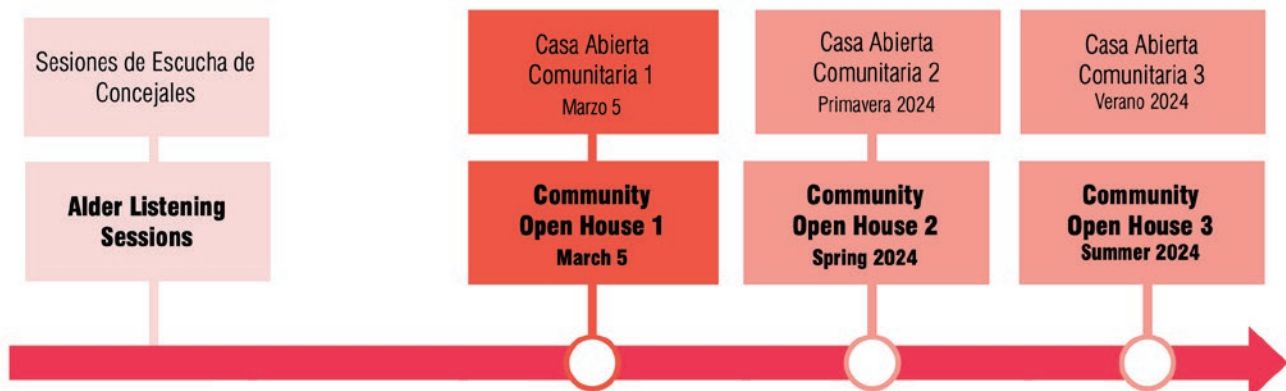 Sesiones de Escucha de
Concejales
Alder Listening
Sessions
Casa Abierta
Comunitaria 1
Marzo 5
Community
Open House 1
March 5
Casa Abierta
Comunitaria 2
Primavera 2024
Community
Open House 2
Spring 2024
Casa Abierta
Comunitaria 3
Verano 2024
Community
Open House 3
Summer 2024